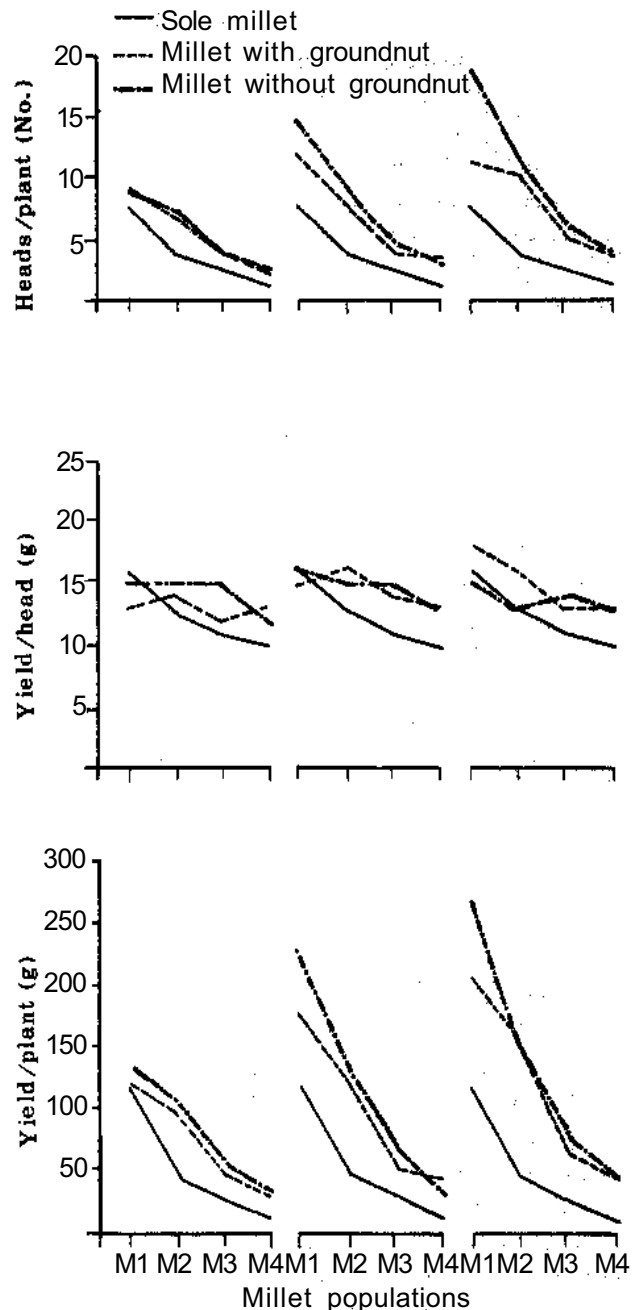 Sole millet
Millet with groundnut
Millet without groundnut
Heads/plant (No.)
20
15
10
5
Yield/head (g)
25
20
15
10
5
Yield/plant (g)
300
250
200
150
100
50
M1 M2 M3 M4 M1 M2 M3 M4 M1 M2 M3 M4
Millet populations